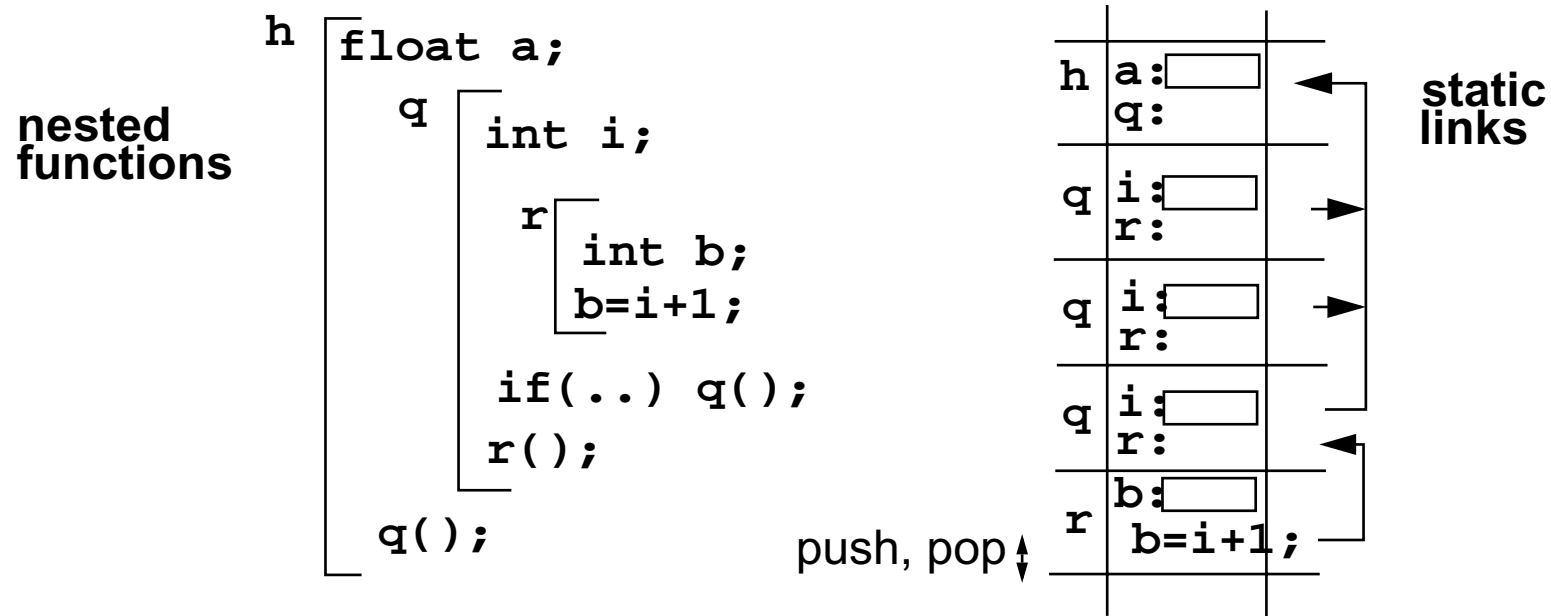 nested
functions
h
float a;
q
int i;
r
int b;
b=i+1;
if(..) q();
r();
q();
push, pop
h a:
q:
q i:
r:
q i:
r:
q i:
r:
r b:
b=i+1;
static
links